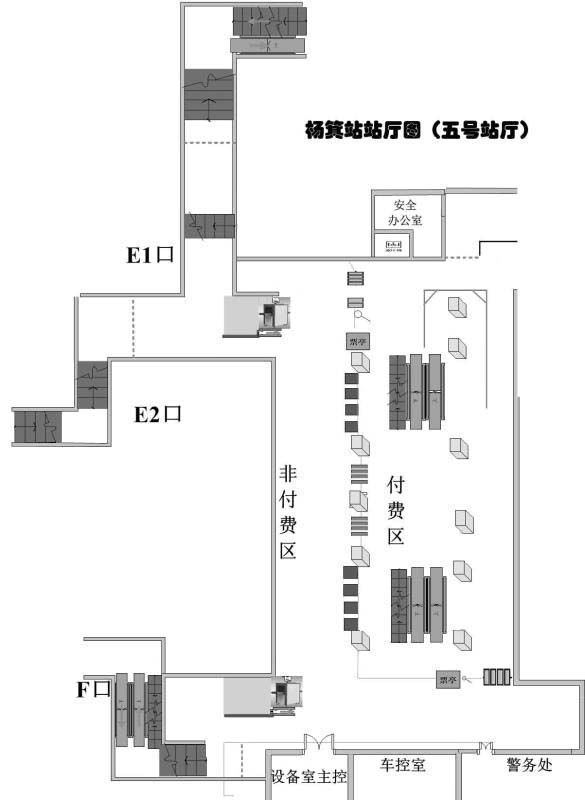 杨箕站站厅图（五号站厅）
安全
办公室
E1口
票亭
E2口
非付费区
付费区
F口
票亭
设备室主控
车控室
警务处